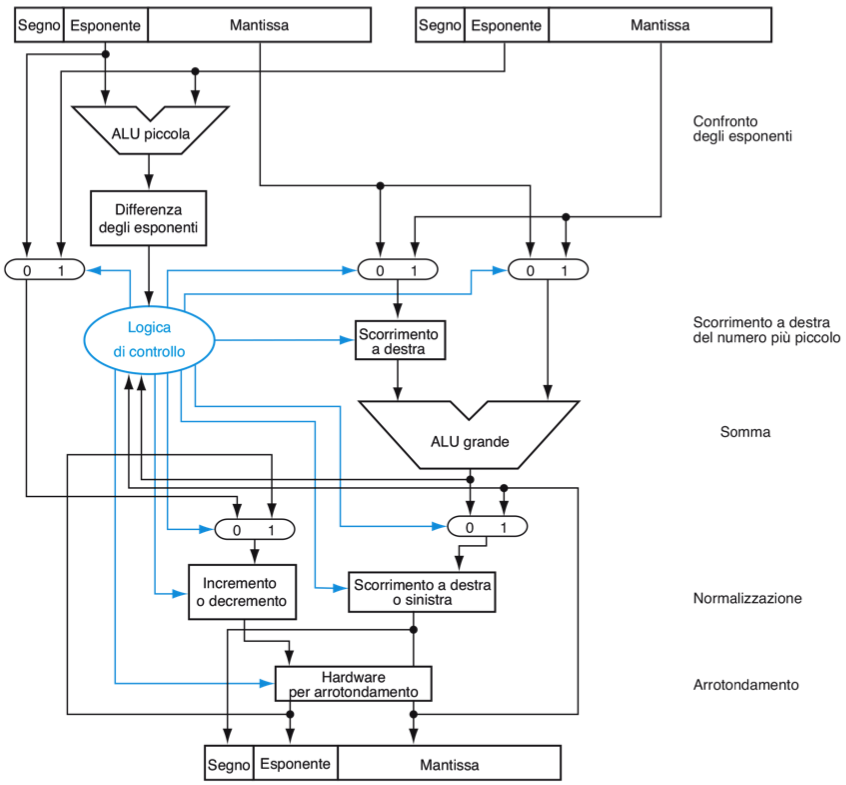 Segno Esponente Mantissa
Segno Esponente Mantissa
Confronto
degli esponenti
ALU piccola
Differenza
degli esponenti
0 1
0 1
0 1
Logica
di controllo
Scorrimento
a destra
Scorrimento a destra
del numero più piccolo
ALU grande
Somma
0 1
0 1
Incremento
o decremento
Scorrimento a destra
o sinistra
Normalizzazione
Hardware
per arrotondamento
Arrotondamento
Segno Esponente Mantissa